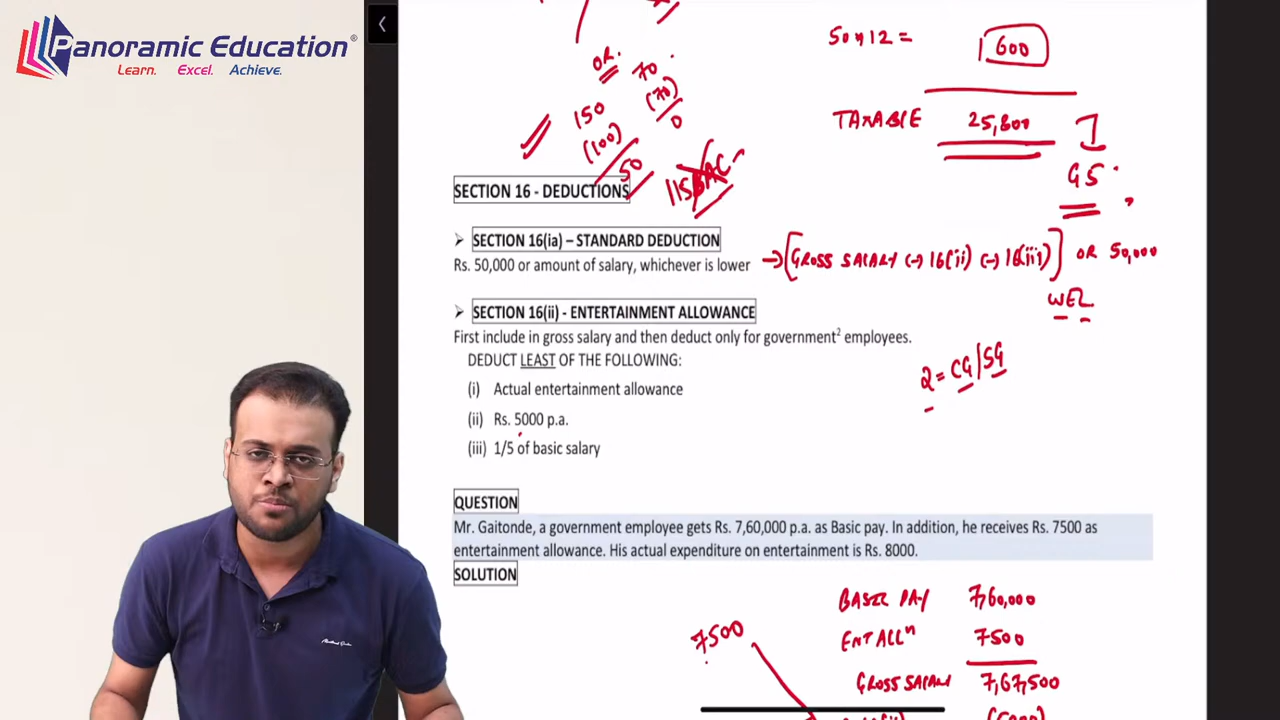 Panoramic Education®
Learn. Excel. Achieve.
50 x 12 = 600
TAXABLE 25,800
GS
OR
70
(70)
0
150
(100)
50
115BAC
SECTION 16 - DEDUCTIONS
➢ SECTION 16(ia) – STANDARD DEDUCTION
Rs. 50,000 or amount of salary, whichever is lower
→ [GROSS SALARY (-) 16(ii) (-) 16(iii)] OR 50,000
WEL
➢ SECTION 16(ii) - ENTERTAINMENT ALLOWANCE
First include in gross salary and then deduct only for government² employees.
DEDUCT LEAST OF THE FOLLOWING:
2 = CG/SG
(i) Actual entertainment allowance
(ii) Rs. 5000 p.a.
(iii) 1/5 of basic salary
QUESTION
Mr. Gaitonde, a government employee gets Rs. 7,60,000 p.a. as Basic pay. In addition, he receives Rs. 7500 as
entertainment allowance. His actual expenditure on entertainment is Rs. 8000.
SOLUTION
BASIC PAY 7,60,000
7500
ENT ALLⁿ 7500
GROSS SALARY 7,67,500
(5000)